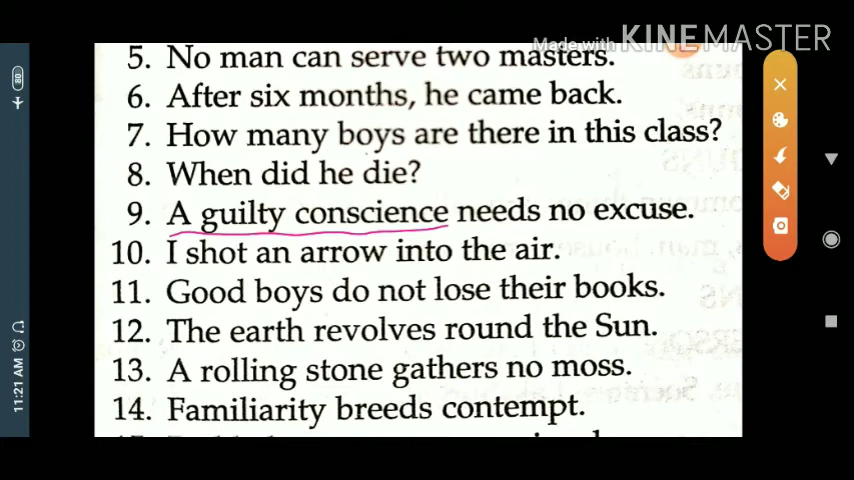 Made with KINEMASTER
5. No man can serve two masters.
6. After six months, he came back.
7. How many boys are there in this class?
8. When did he die?
9. A guilty conscience needs no excuse.
10. I shot an arrow into the air.
11. Good boys do not lose their books.
12. The earth revolves round the Sun.
13. A rolling stone gathers no moss.
14. Familiarity breeds contempt.
11:21 AM
80